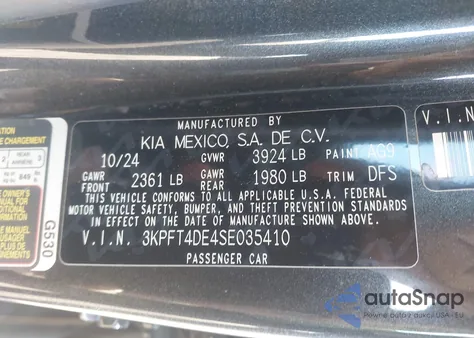 MANUFACTURED BY
KIA MEXICO, S.A. DE C.V.
10/24 GVWR 3924 LB PAINT AG9
GAWR FRONT 2361 LB GAWR REAR 1980 LB TRIM DFS
THIS VEHICLE CONFORMS TO ALL APPLICABLE U.S.A. FEDERAL
MOTOR VEHICLE SAFETY, BUMPER, AND THEFT PREVENTION STANDARDS
IN EFFECT ON THE DATE OF MANUFACTURE SHOWN ABOVE.
V.I.N. 3KPFT4DE4SE035410
PASSENGER CAR
G530
849
V.I.N
autoSnap